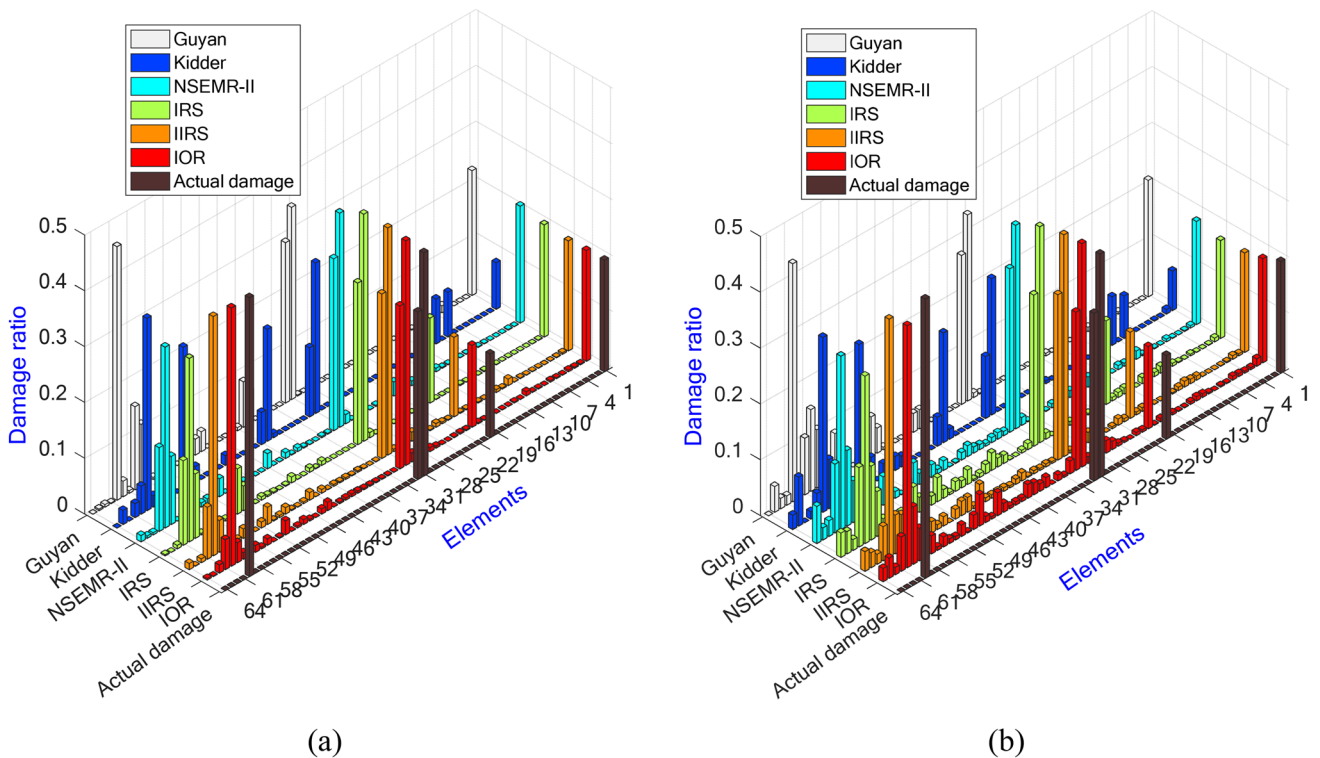 Guyan
Kidder
NSEMR-II
IRS
IIRS
IOR
Actual damage
0.5
0.4
0.3
0.2
0.1
0
Damage ratio
Guyan
Kidder
NSEMR-II
IRS
IIRS
IOR
Actual damage
64
61
58
55
52
49
46
43
40
37
34
31
28
25
22
19
16
13
10
7
4
1
Elements
(a)
Guyan
Kidder
NSEMR-II
IRS
IIRS
IOR
Actual damage
0.5
0.4
0.3
0.2
0.1
0
Damage ratio
Guyan
Kidder
NSEMR-II
IRS
IIRS
IOR
Actual damage
64
61
58
55
52
49
46
43
40
37
34
31
28
25
22
19
16
13
10
7
4
1
Elements
(b)